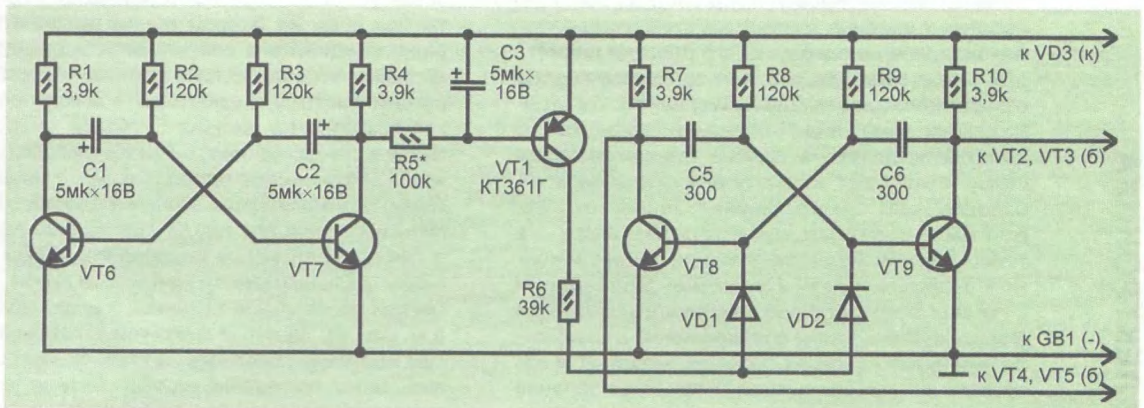 R1
3,9k
R2
120k
R3
120k
R4
3,9k
C3
5мк×
16В
R7
3,9k
R8
120k
R9
120k
R10
3,9k
к VD3 (к)
+
C1
5мк×16В
+
C2
5мк×16В
R5*
100k
+
VT1
КТ361Г
C5
300
C6
300
к VT2, VT3 (б)
VT6
VT7
R6
39k
VT8
VD1
VD2
VT9
к GB1 (-)
к VT4, VT5 (б)